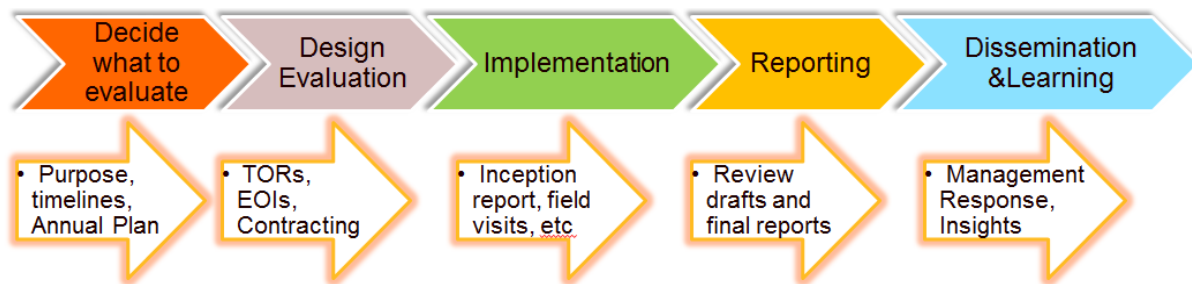 Decide
what to
evaluate
Design
Evaluation
Implementation
Reporting
Dissemination
&Learning
• Purpose,
timelines,
Annual Plan
• TORs,
EOIs,
Contracting
• Inception
report, field
visits, etc
• Review
drafts and
final reports
• Management
Response,
Insights